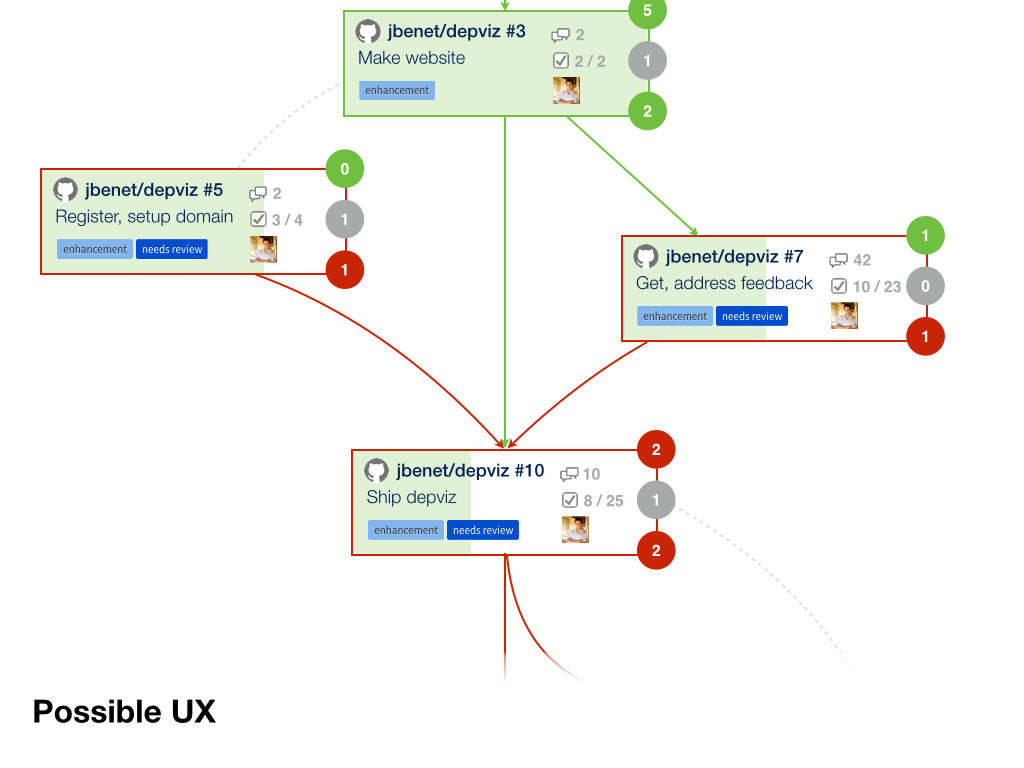 5
jbenet/depviz #3
2
Make website
2 / 2
1
enhancement
2
0
jbenet/depviz #5
2
Register, setup domain
3 / 4
1
enhancement
needs review
1
1
jbenet/depviz #7
42
Get, address feedback
10 / 23
0
enhancement
needs review
1
2
jbenet/depviz #10
10
Ship depviz
8 / 25
1
enhancement
needs review
2
Possible UX